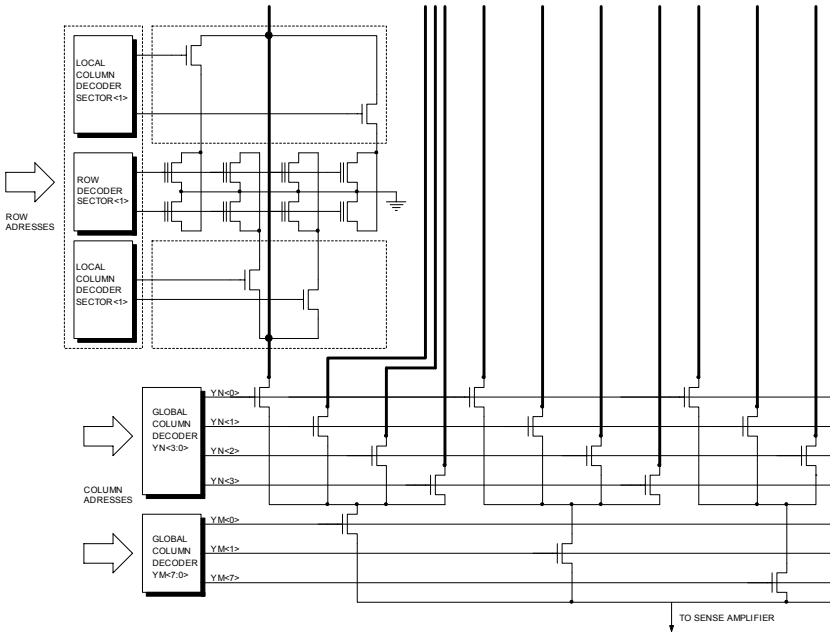 LOCAL
COLUMN
DECODER
SECTOR<1>
ROW
DECODER
SECTOR<1>
ROW
ADRESSES
LOCAL
COLUMN
DECODER
SECTOR<1>
GLOBAL
COLUMN
DECODER
YN<3:0>
YN<0>
YN<1>
YN<2>
YN<3>
COLUMN
ADRESSES
GLOBAL
COLUMN
DECODER
YM<7:0>
YM<0>
YM<1>
YM<7>
TO SENSE AMPLIFIER